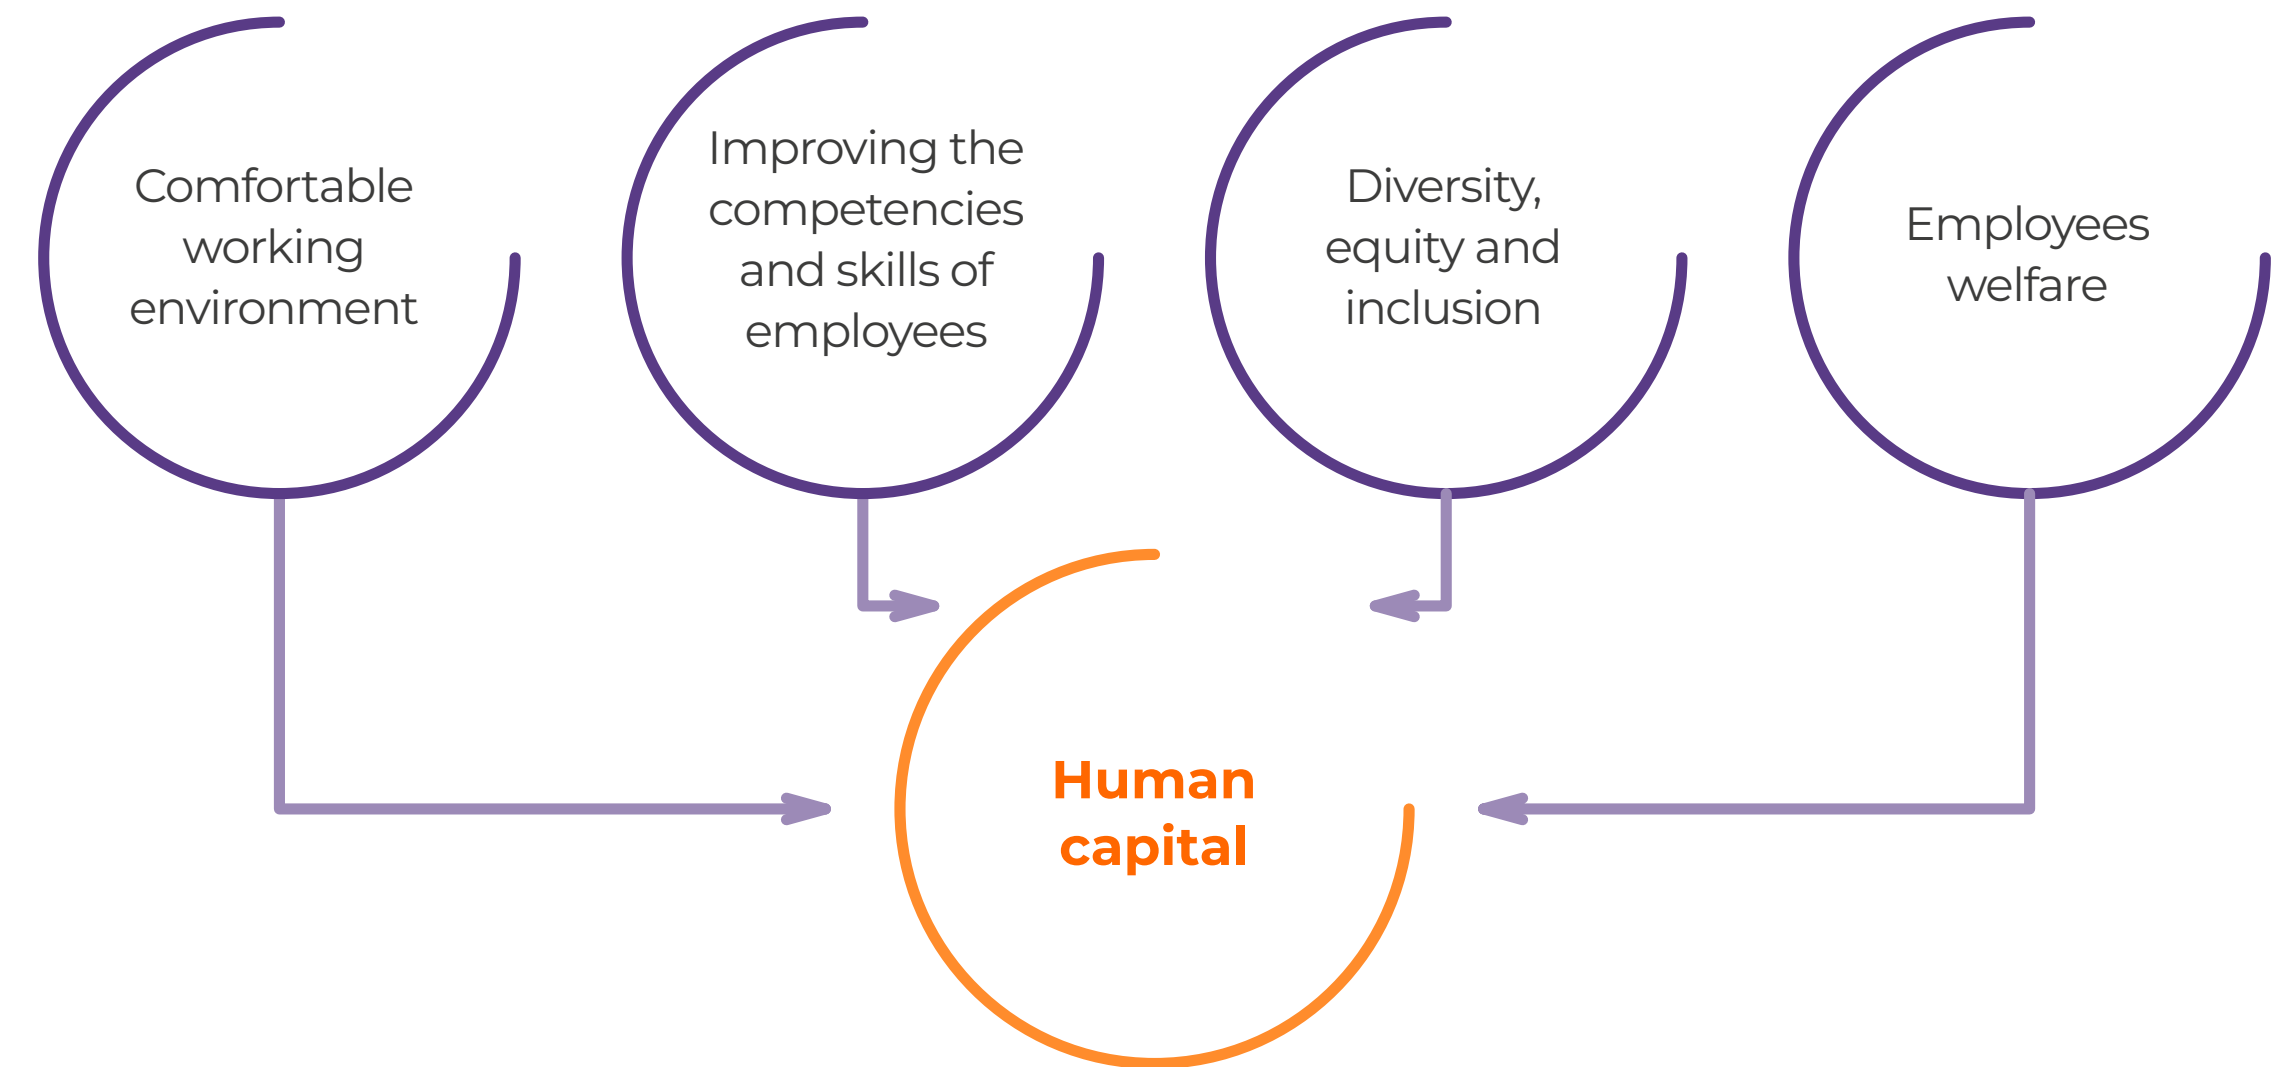 Comfortable
working
environment
Improving the
competencies
and skills of
employees
Diversity,
equity and
inclusion
Employees
welfare
Human
capital